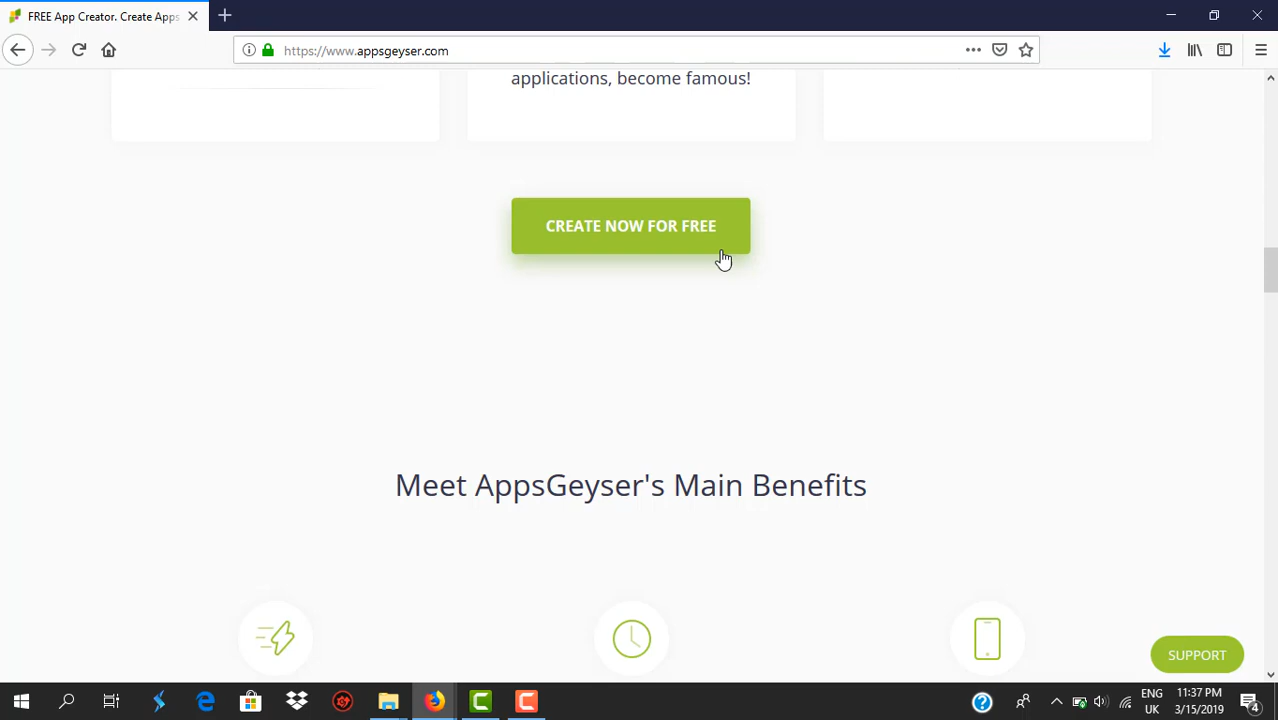 FREE App Creator. Create Apps
https://www.appsgeyser.com
applications, become famous!
CREATE NOW FOR FREE
Meet AppsGeyser's Main Benefits
SUPPORT
ENG
UK
11:37 PM
3/15/2019
4